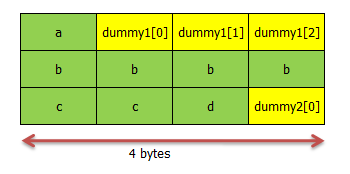 a dummy1[0] dummy1[1] dummy1[2]
b b b b
c c d dummy2[0]
4 bytes